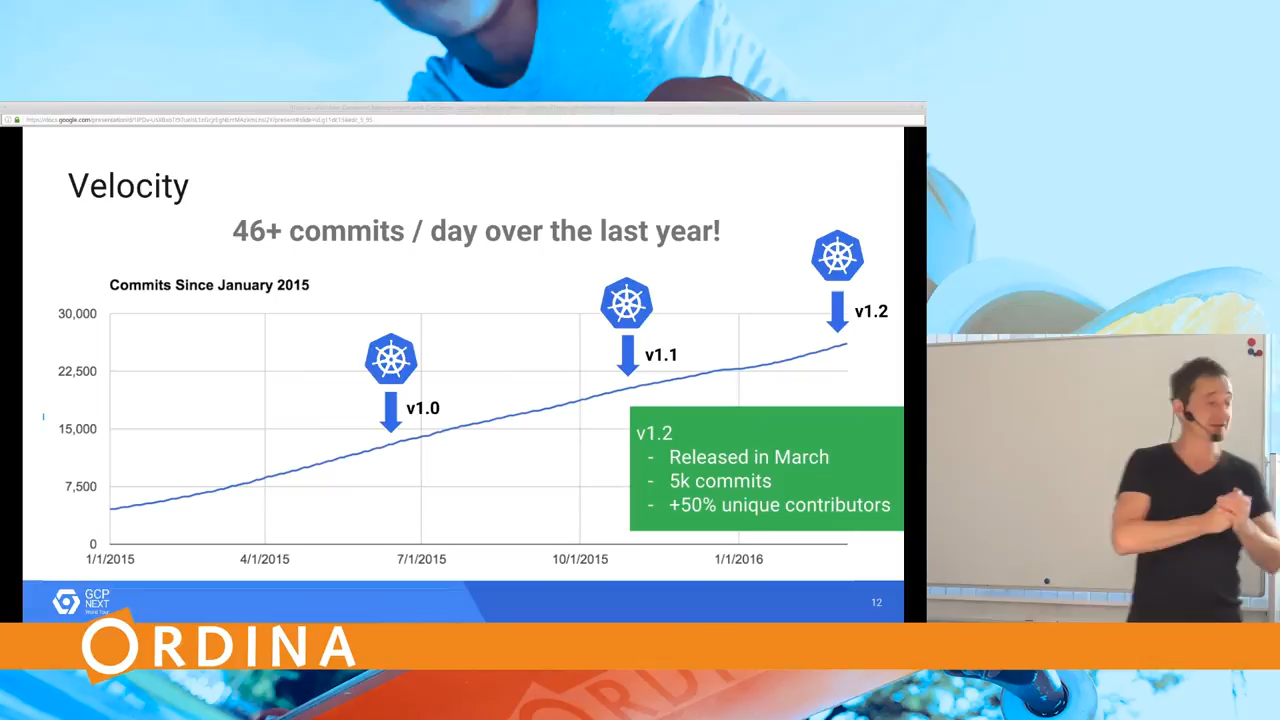 Velocity
46+ commits / day over the last year!
Commits Since January 2015
30,000
22,500
15,000
7,500
0
1/1/2015
4/1/2015
7/1/2015
10/1/2015
1/1/2016
v1.0
v1.1
v1.2
v1.2
- Released in March
- 5k commits
- +50% unique contributors
GCP
NEXT
World Tour
12
ORDINA